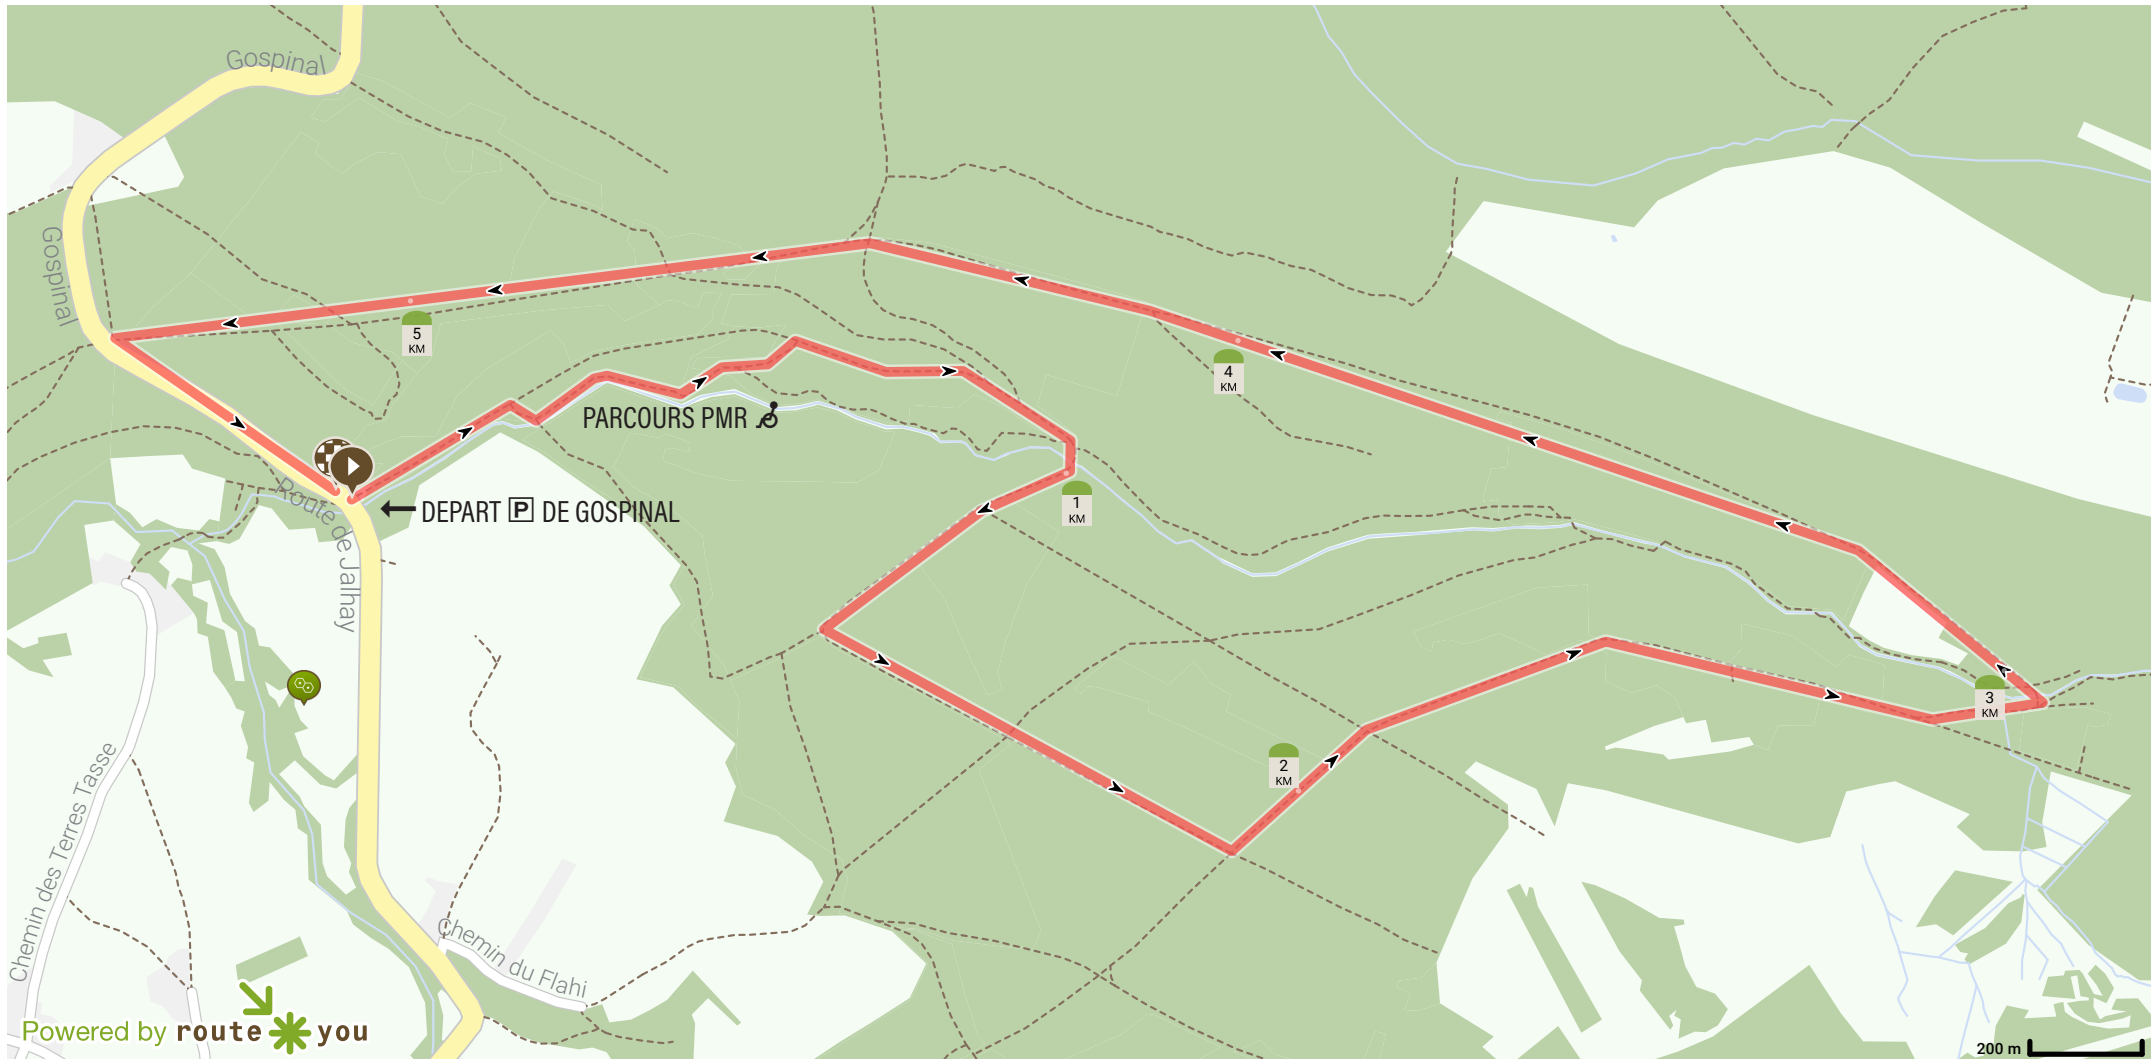 Gospinal
Gospinal
5
KM
4
KM
PARCOURS PMR
Route de Jalhay
DEPART P DE GOSPINAL
1
KM
3
KM
2
KM
Chemin des Terres Tasse
Chemin du Flahi
Powered by route you
200 m